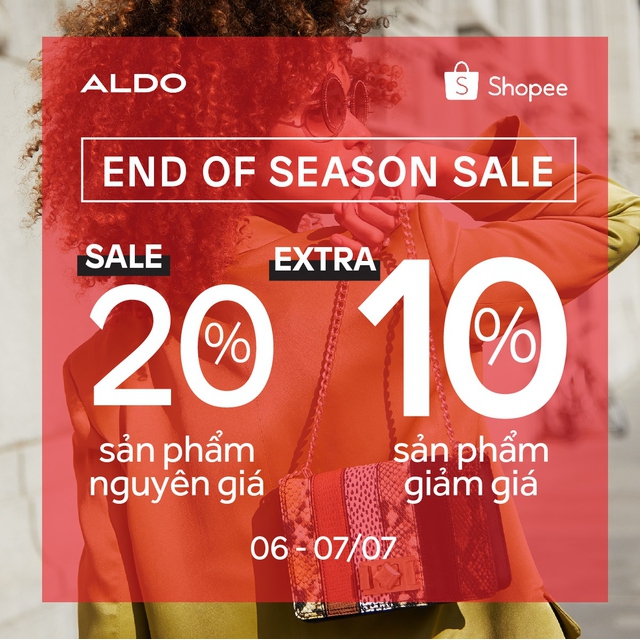 ALDO
Shopee
END OF SEASON SALE
SALE
20%
sản phẩm
nguyên giá
EXTRA
10%
sản phẩm
giảm giá
06 - 07/07